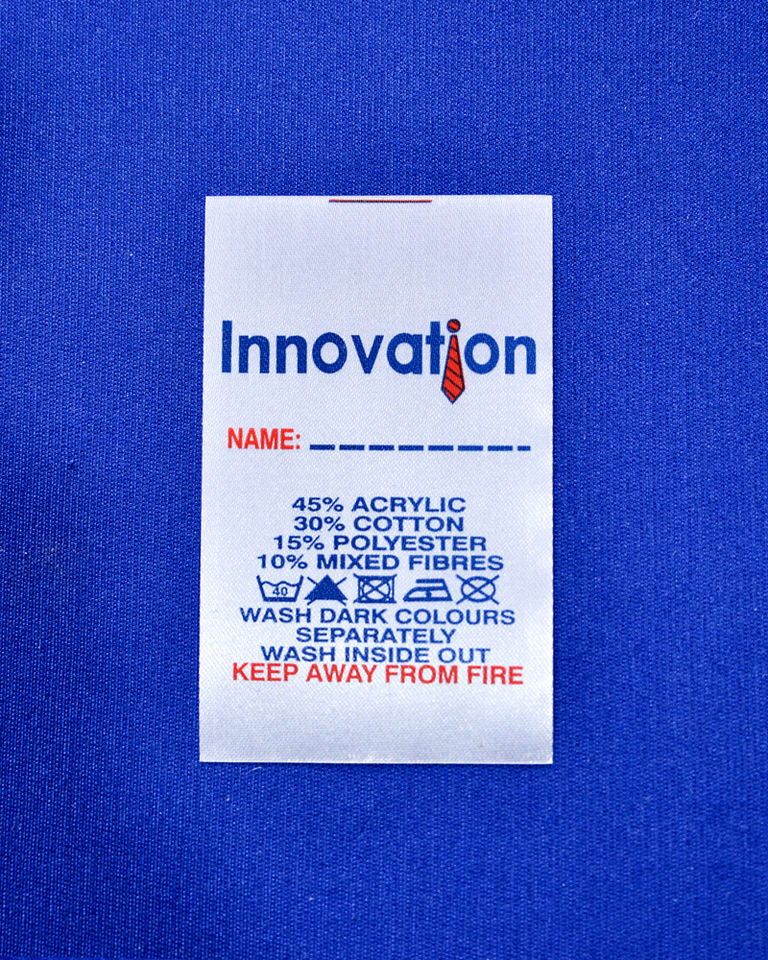 Innovation
NAME: _ _ _ _ _ _ _ _
45% ACRYLIC
30% COTTON
15% POLYESTER
10% MIXED FIBRES
40
WASH DARK COLOURS
SEPARATELY
WASH INSIDE OUT
KEEP AWAY FROM FIRE